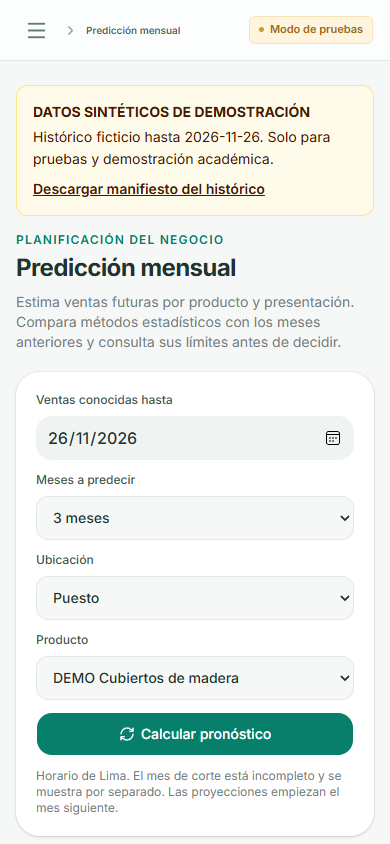 Predicción mensual
Modo de pruebas
DATOS SINTÉTICOS DE DEMOSTRACIÓN
Histórico ficticio hasta 2026-11-26. Solo para
pruebas y demostración académica.
Descargar manifiesto del histórico
PLANIFICACIÓN DEL NEGOCIO
Predicción mensual
Estima ventas futuras por producto y presentación.
Compara métodos estadísticos con los meses
anteriores y consulta sus límites antes de decidir.
Ventas conocidas hasta
26/11/2026
Meses a predecir
3 meses
Ubicación
Puesto
Producto
DEMO Cubiertos de madera
Calcular pronóstico
Horario de Lima. El mes de corte está incompleto y se
muestra por separado. Las proyecciones empiezan el
mes siguiente.